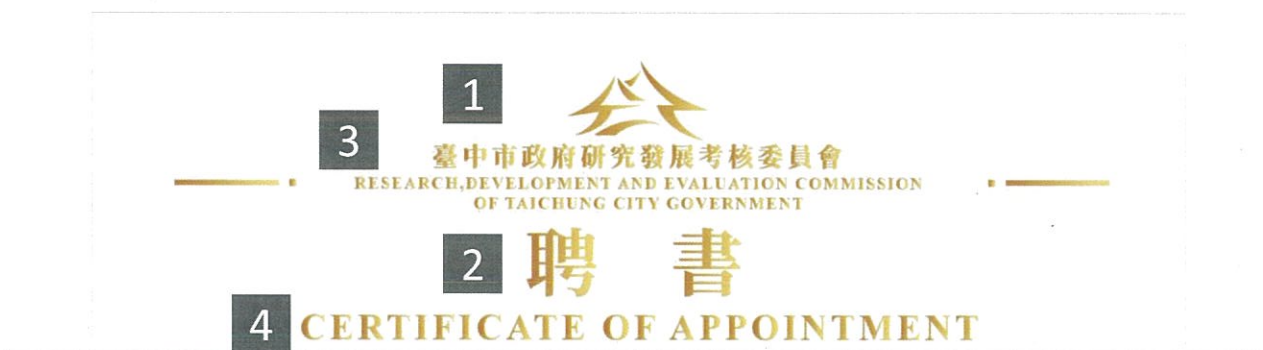 1
3
臺中市政府研究發展考核委員會
RESEARCH,DEVELOPMENT AND EVALUATION COMMISSION
OF TAICHUNG CITY GOVERNMENT
2 聘書
4 CERTIFICATE OF APPOINTMENT